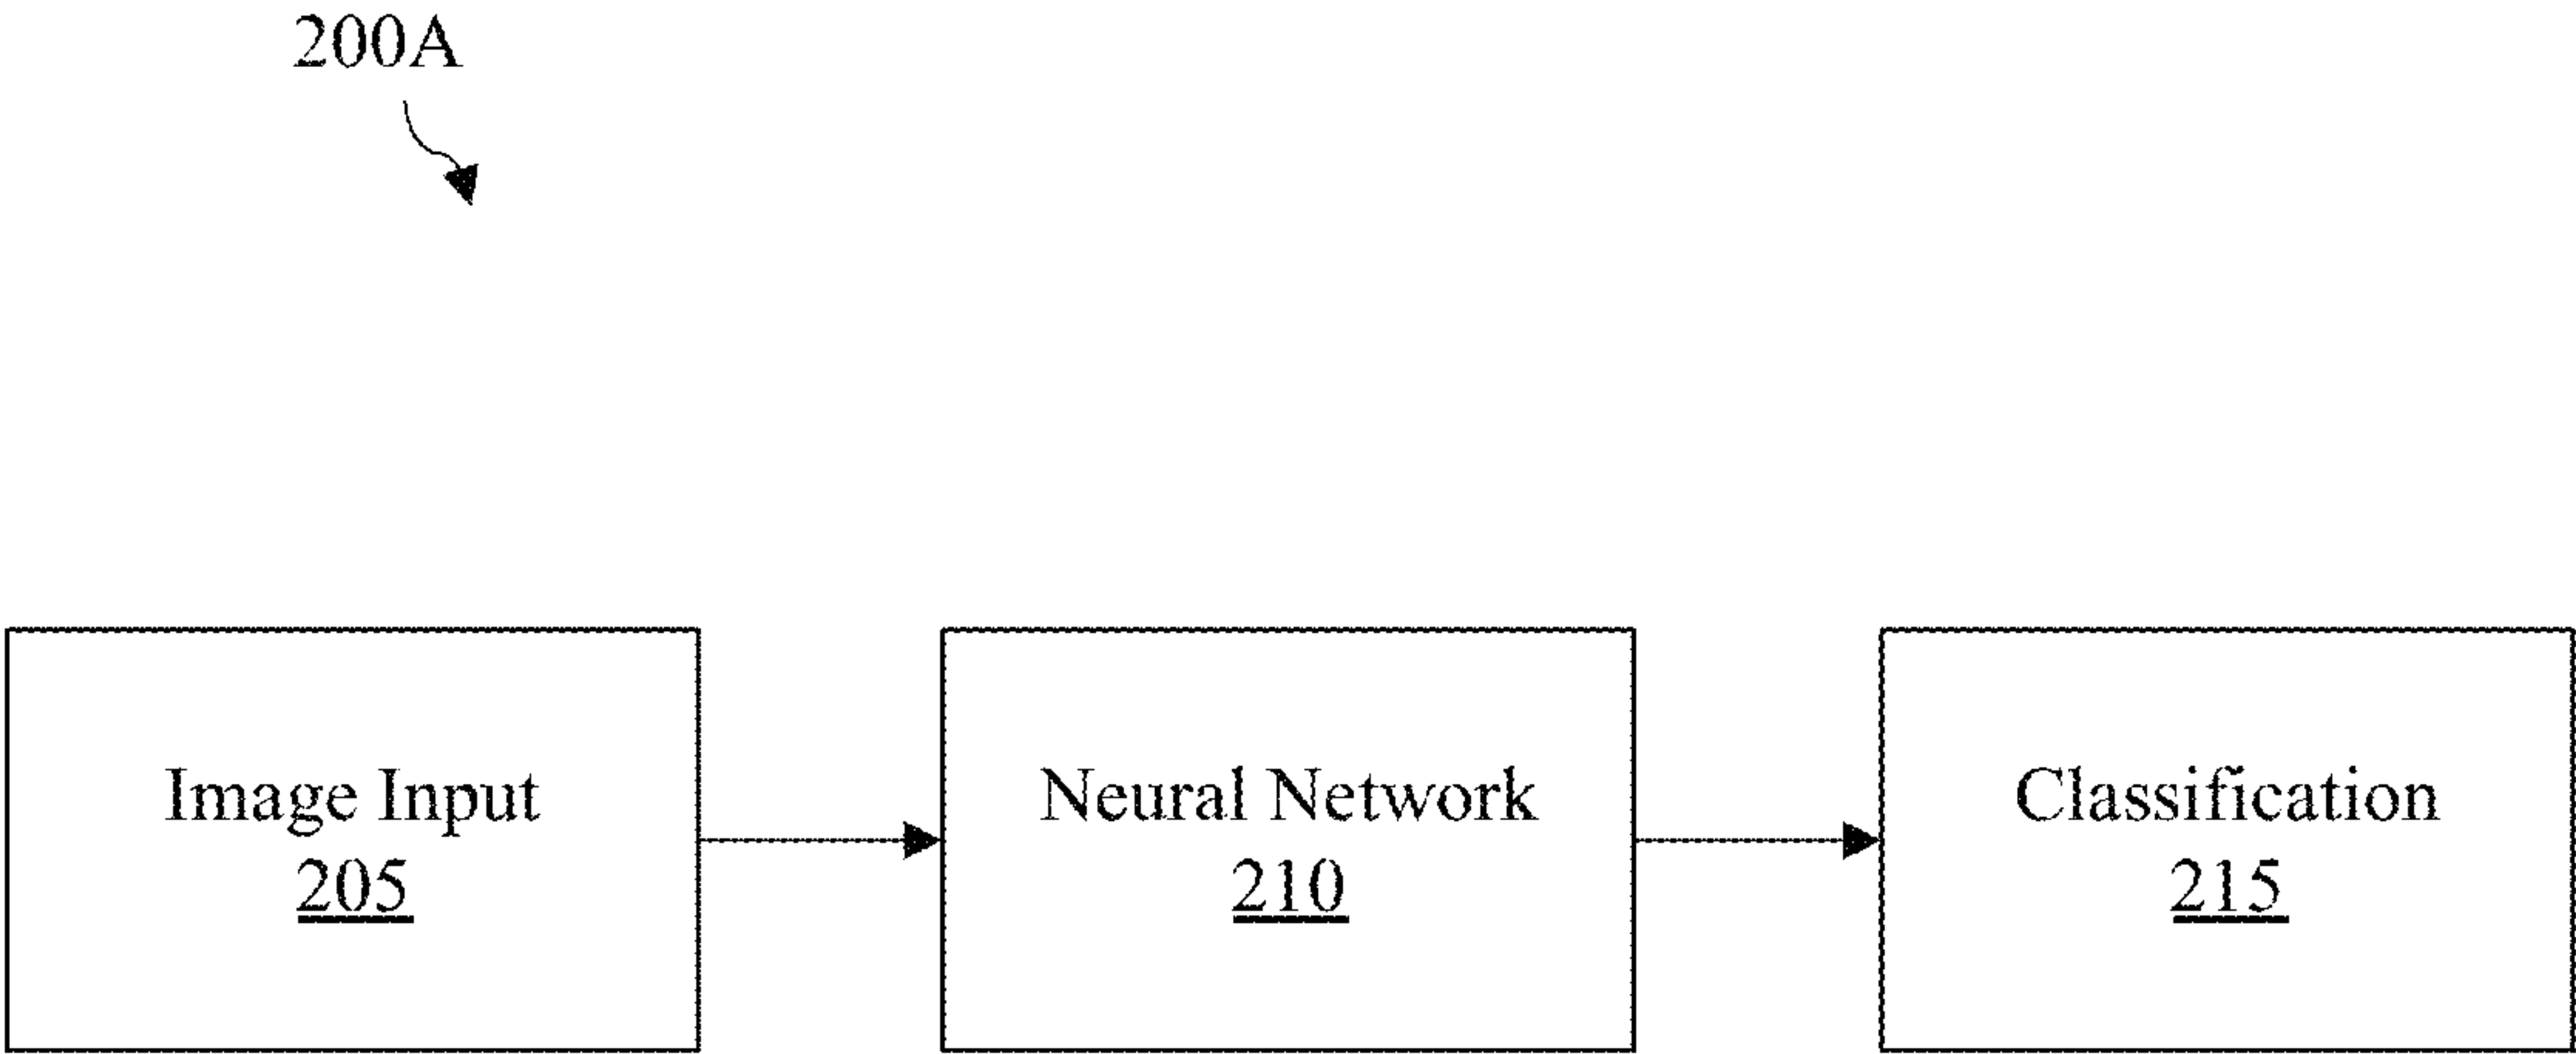 200A
Image Input
205
Neural Network
210
Classification
215